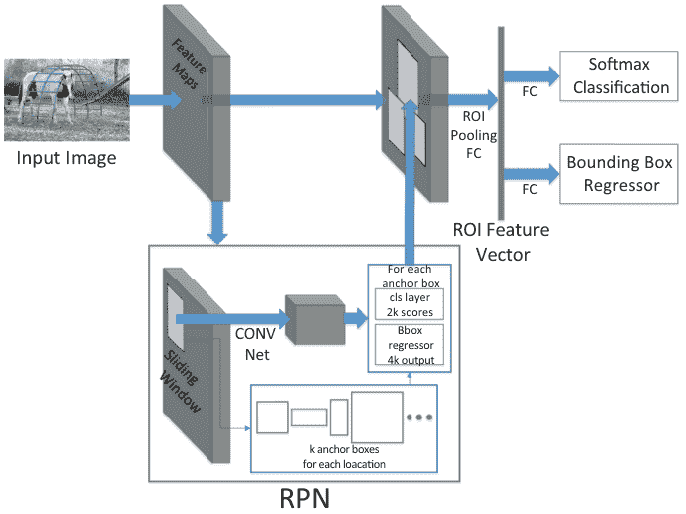 Input Image
Feature
Maps
ROI
Pooling
FC
FC
Softmax
Classification
FC
Bounding Box
Regressor
ROI Feature
Vector
Sliding
Window
CONV
Net
For each
anchor box
cls layer
2k scores
Bbox
regressor
4k output
k anchor boxes
for each loacation
RPN